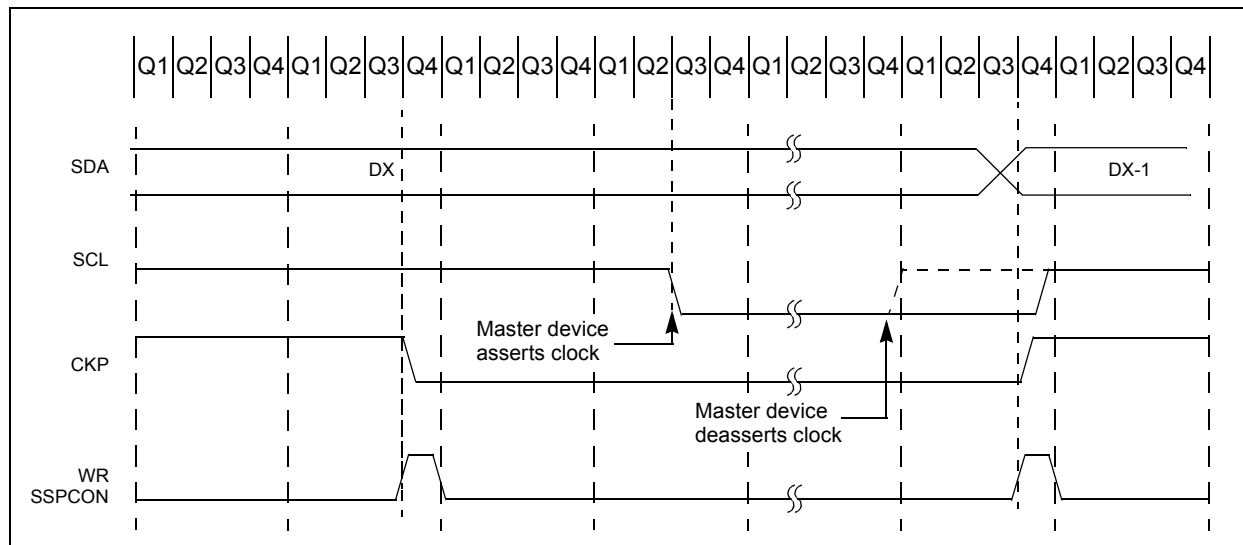 Q1 Q2 Q3 Q4 Q1 Q2 Q3 Q4 Q1 Q2 Q3 Q4 Q1 Q2 Q3 Q4 Q1 Q2 Q3 Q4 Q1 Q2 Q3 Q4 Q1 Q2 Q3 Q4
SDA
DX
DX-1
SCL
Master device
asserts clock
CKP
Master device
deasserts clock
WR
SSPCON